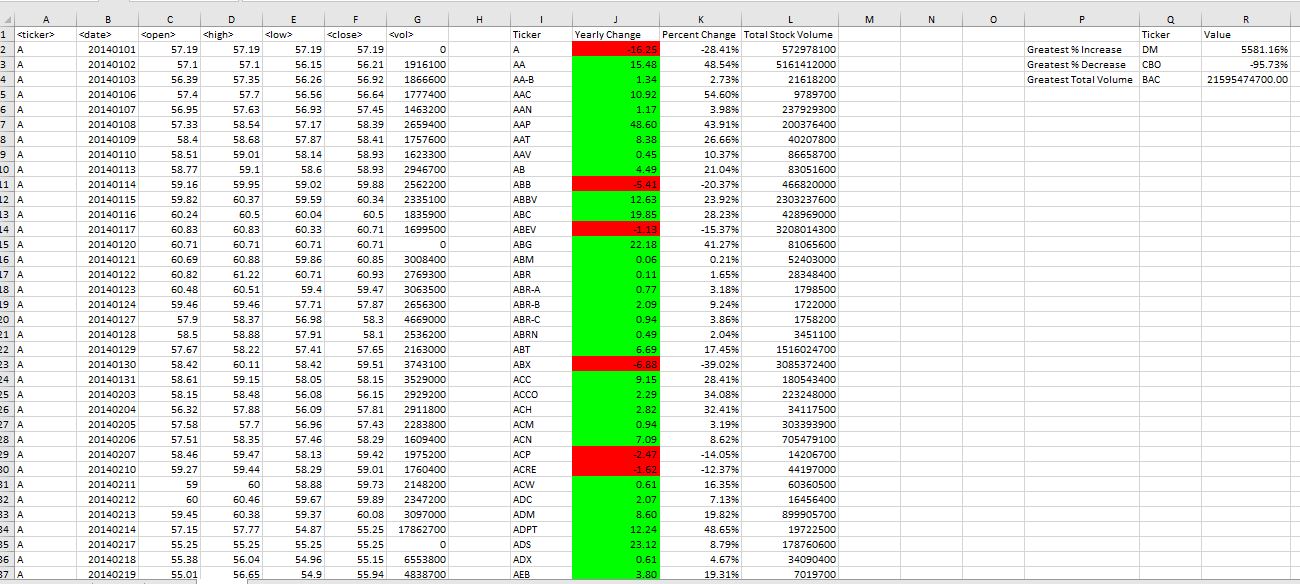 A B C D E F G H I J K L M N O P Q R
1 <ticker> <date> <open> <high> <low> <close> <vol> Ticker Yearly Change Percent Change Total Stock Volume Ticker Value
2 A 20140101 57.19 57.19 57.19 57.19 0 A -16.25 -28.41% 572978100 Greatest % Increase DM 5581.16%
3 A 20140102 57.1 57.1 56.15 56.21 1916100 AA 15.48 48.54% 5161412000 Greatest % Decrease CBO -95.73%
4 A 20140103 56.39 57.35 56.26 56.92 1866600 AA-B 1.34 2.73% 21618200 Greatest Total Volume BAC 21595474700.00
5 A 20140106 57.4 57.7 56.56 56.64 1777400 AAC 10.92 54.60% 9789700
6 A 20140107 56.95 57.63 56.93 57.45 1463200 AAN 1.17 3.98% 237929300
7 A 20140108 57.33 58.54 57.17 58.39 2659400 AAP 48.60 43.91% 200376400
8 A 20140109 58.4 58.68 57.87 58.41 1757600 AAT 8.38 26.66% 40207800
9 A 20140110 58.51 59.01 58.14 58.93 1623300 AAV 0.45 10.37% 86658700
10 A 20140113 58.77 59.1 58.6 58.93 2946700 AB 4.49 21.04% 83051600
11 A 20140114 59.16 59.95 59.02 59.88 2562200 ABB -5.41 -20.37% 466820000
12 A 20140115 59.82 60.37 59.59 60.34 2335100 ABBV 12.63 23.92% 2303237600
13 A 20140116 60.24 60.5 60.04 60.5 1835900 ABC 19.85 28.23% 428969000
14 A 20140117 60.83 60.83 60.33 60.71 1699500 ABEV -1.13 -15.37% 3208014300
15 A 20140120 60.71 60.71 60.71 60.71 0 ABG 22.18 41.27% 81065600
16 A 20140121 60.69 60.88 59.86 60.85 3008400 ABM 0.06 0.21% 52403000
17 A 20140122 60.82 61.22 60.71 60.93 2769300 ABR 0.11 1.65% 28348400
18 A 20140123 60.48 60.51 59.4 59.47 3063500 ABR-A 0.77 3.18% 1798500
19 A 20140124 59.46 59.46 57.71 57.87 2656300 ABR-B 2.09 9.24% 1722000
20 A 20140127 57.9 58.37 56.98 58.3 4669000 ABR-C 0.94 3.86% 1758200
21 A 20140128 58.5 58.88 57.91 58.1 2536200 ABRN 0.49 2.04% 3451100
22 A 20140129 57.67 58.22 57.41 57.65 2163000 ABT 6.69 17.45% 1516024700
23 A 20140130 58.42 60.11 58.42 59.51 3743100 ABX -6.88 -39.02% 3085372400
24 A 20140131 58.61 59.15 58.05 58.15 3529000 ACC 9.15 28.41% 180543400
25 A 20140203 58.15 58.48 56.08 56.15 2929200 ACCO 2.29 34.08% 223248000
26 A 20140204 56.32 57.88 56.09 57.81 2911800 ACH 2.82 32.41% 34117500
27 A 20140205 57.58 57.7 56.96 57.43 2283800 ACM 0.94 3.19% 303393900
28 A 20140206 57.51 58.35 57.46 58.29 1609400 ACN 7.09 8.62% 705479100
29 A 20140207 58.46 59.47 58.13 59.42 1975200 ACP -2.47 -14.05% 14206700
30 A 20140210 59.27 59.44 58.29 59.01 1760400 ACRE -1.62 -12.37% 44197000
31 A 20140211 59 60 58.88 59.73 2148200 ACW 0.61 16.35% 60360500
32 A 20140212 60 60.46 59.67 59.89 2347200 ADC 2.07 7.13% 16456400
33 A 20140213 59.45 60.38 59.37 60.08 3097000 ADM 8.60 19.82% 899905700
34 A 20140214 57.15 57.77 54.87 55.25 17862700 ADPT 12.24 48.65% 19722500
35 A 20140217 55.25 55.25 55.25 55.25 0 ADS 23.12 8.79% 178760600
36 A 20140218 55.38 56.04 54.96 55.15 6553800 ADX 0.61 4.67% 34090400
37 A 20140219 55.01 56.65 54.9 55.94 4838700 AEB 3.80 19.31% 7019700